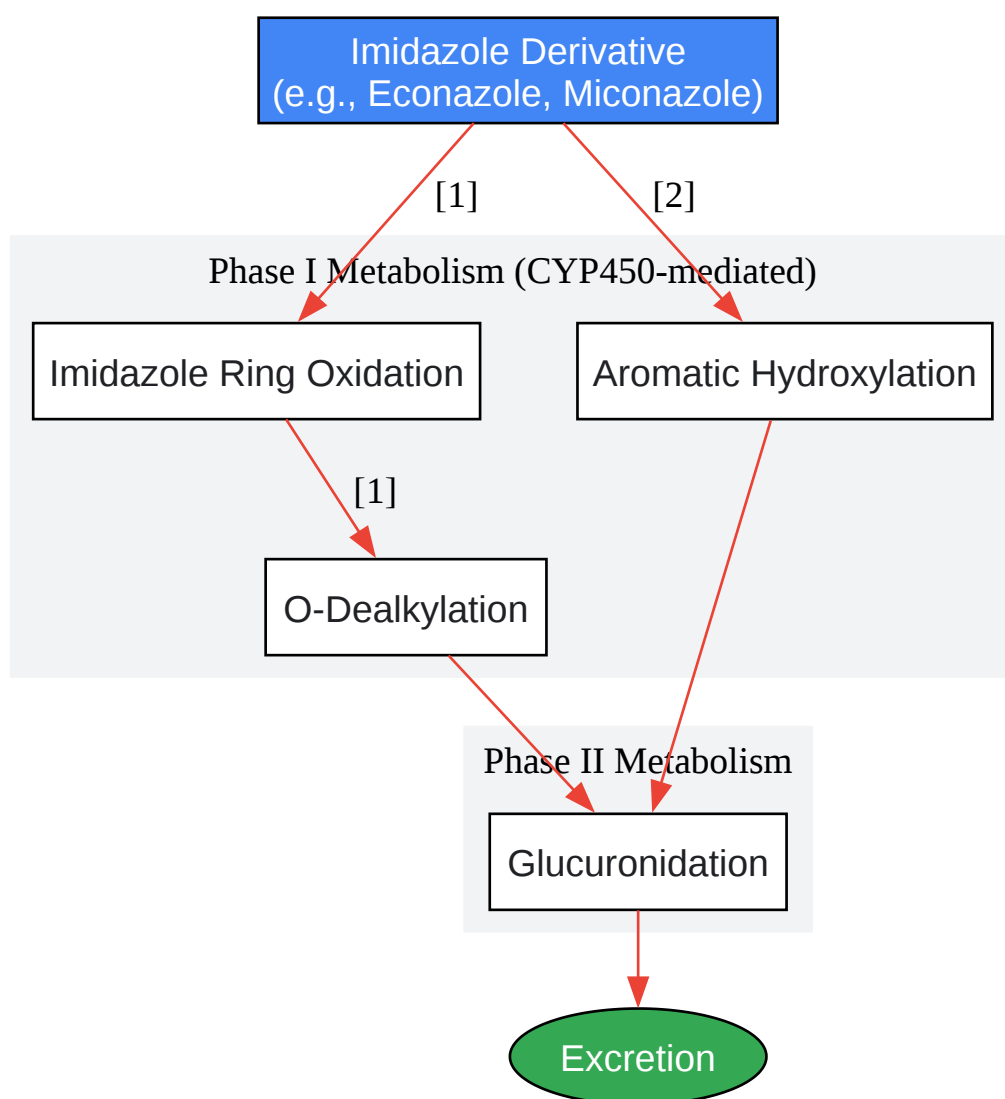 Imidazole Derivative
(e.g., Econazole, Miconazole)
[1]
[2]
Phase I Metabolism (CYP450-mediated)
Imidazole Ring Oxidation
Aromatic Hydroxylation
[1]
O-Dealkylation
Phase II Metabolism
Glucuronidation
Excretion